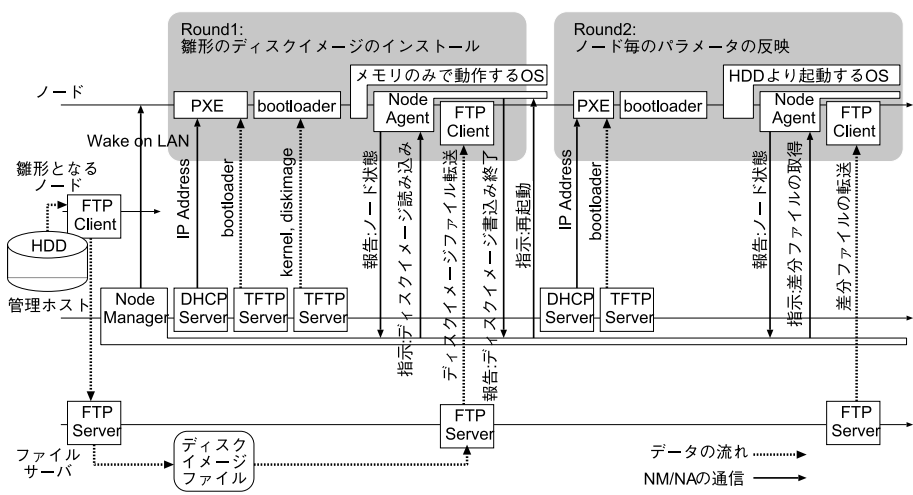 Round1:
雛形のディスクイメージのインストール
Round2:
ノード毎のパラメータの反映
メモリのみで動作するOS
HDDより起動するOS
ノード
PXE
bootloader
Node
Agent
FTP
Client
PXE
bootloader
Node
Agent
FTP
Client
Wake on LAN
IP Address
bootloader
kernel, diskimage
報告:ノード状態
指示:ディスクイメージ読み込み
ディスクイメージファイル転送
報告:ディスクイメージ書込み終了
指示:再起動
IP Address
bootloader
報告:ノード状態
指示:差分ファイルの取得
差分ファイルの転送
雛形となる
ノード
FTP
Client
HDD
管理ホスト
Node
Manager
DHCP
Server
TFTP
Server
TFTP
Server
DHCP
Server
TFTP
Server
FTP
Server
FTP
Server
FTP
Server
ファイル
サーバ
ディスク
イメージ
ファイル
データの流れ
NM/NAの通信